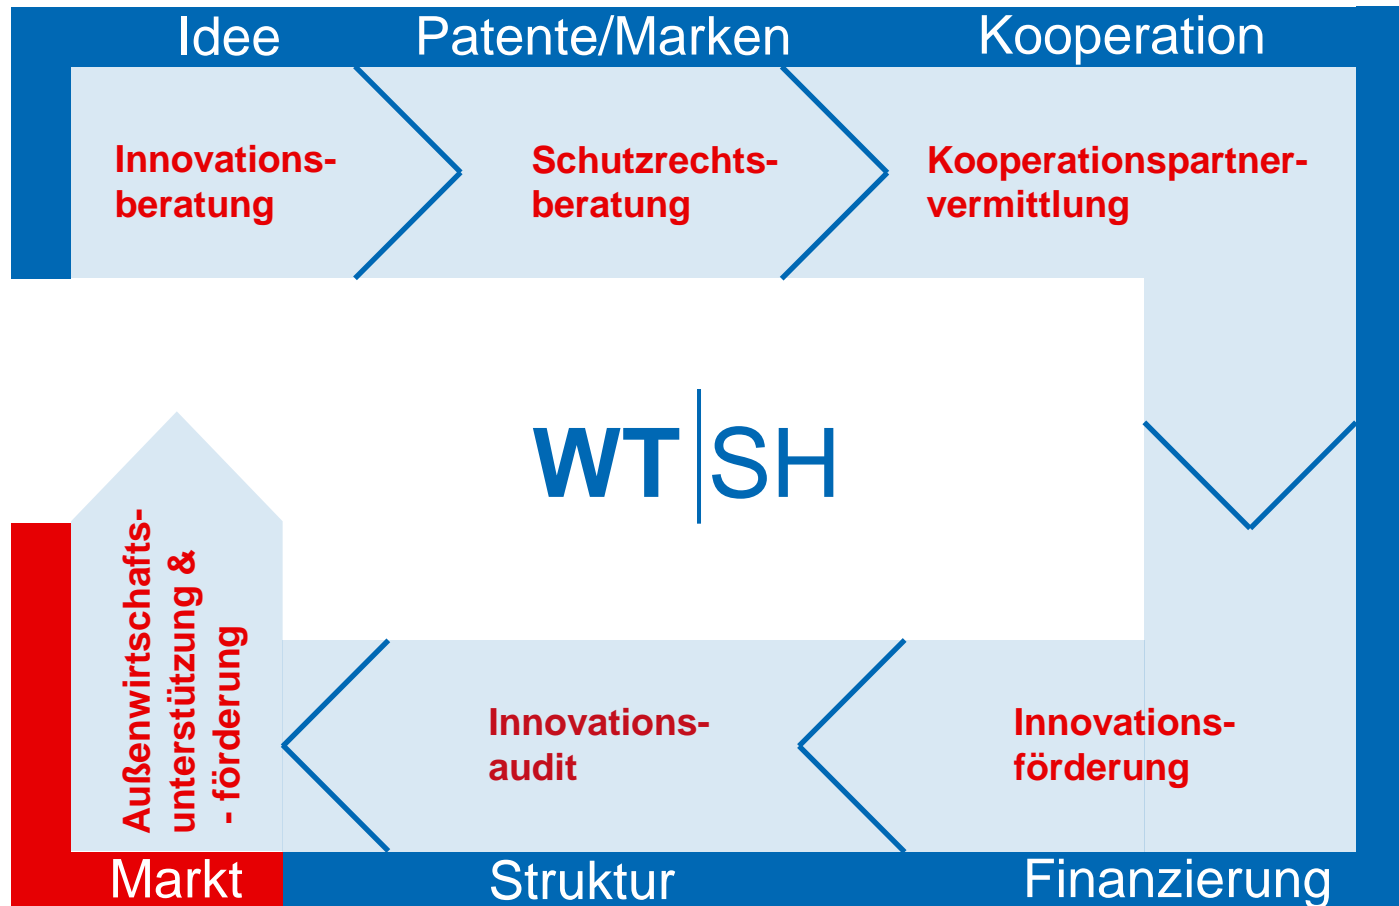 Idee
Patente/Marken
Kooperation
Innovations-
beratung
Schutzrechts-
beratung
Kooperationspartner-
vermittlung
WT|SH
Innovations-
förderung
Innovations-
audit
Außenwirtschafts-
unterstützung &
- förderung
Markt
Struktur
Finanzierung